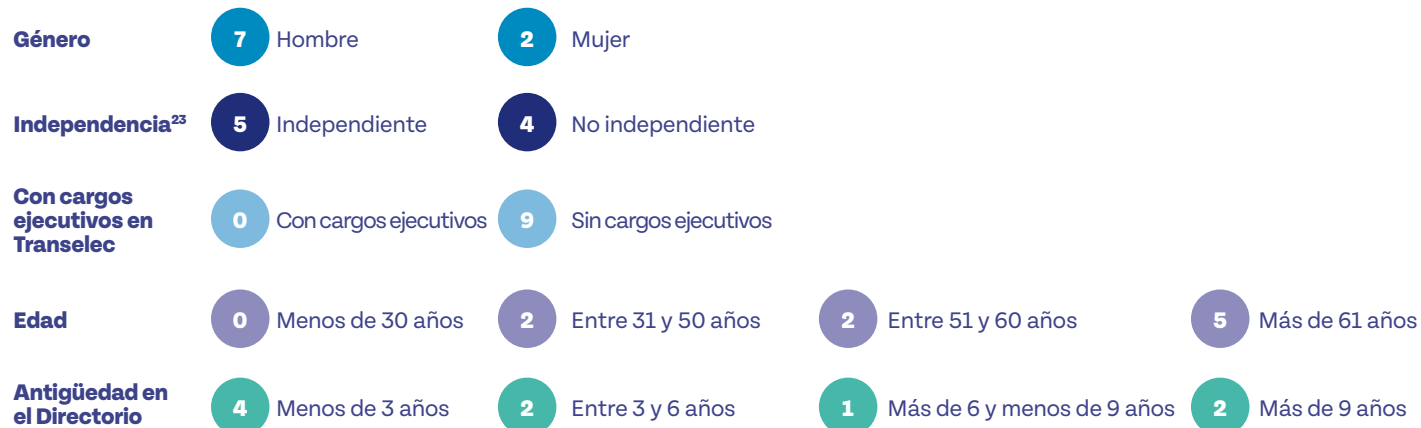 Género 7 Hombre 2 Mujer
Independencia²³ 5 Independiente 4 No independiente
Con cargos
ejecutivos en
Transelec
0 Con cargos ejecutivos 9 Sin cargos ejecutivos
Edad 0 Menos de 30 años 2 Entre 31 y 50 años 2 Entre 51 y 60 años 5 Más de 61 años
Antigüedad en
el Directorio
4 Menos de 3 años 2 Entre 3 y 6 años 1 Más de 6 y menos de 9 años 2 Más de 9 años